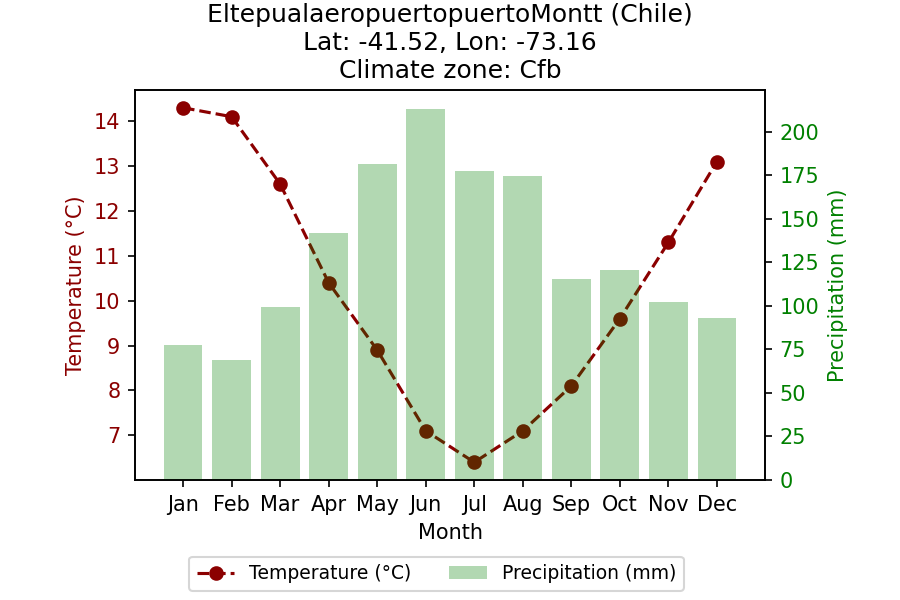 EltepualaeropuertopuertoMontt (Chile)
Lat: -41.52, Lon: -73.16
Climate zone: Cfb
Temperature (°C)
14
13
12
11
10
9
8
7
Precipitation (mm)
200
175
150
125
100
75
50
25
0
Jan Feb Mar Apr May Jun Jul Aug Sep Oct Nov Dec
Month
Temperature (°C) Precipitation (mm)